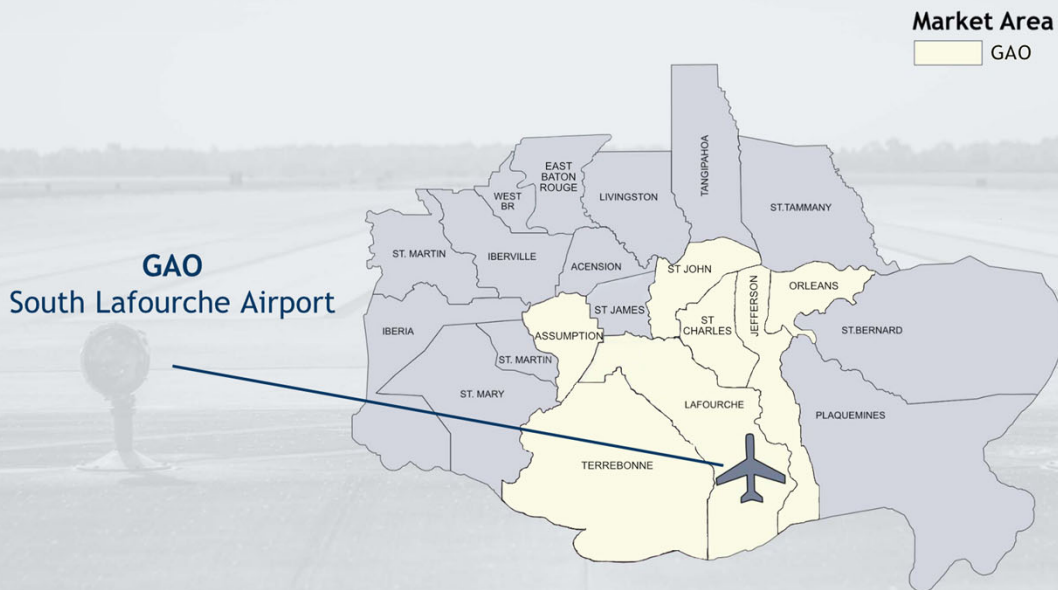 Market Area
GAO
GAO
South Lafourche Airport
EAST
BATON
ROUGE
WEST
BR
LIVINGSTON
TANGIPAHOA
ST.TAMMANY
ST. MARTIN
IBERVILLE
ACENSION
ST JOHN
ORLEANS
JEFFERSON
ST JAMES
ST
CHARLES
IBERIA
ASSUMPTION
ST.BERNARD
ST. MARTIN
ST. MARY
LAFOURCHE
PLAQUEMINES
TERREBONNE